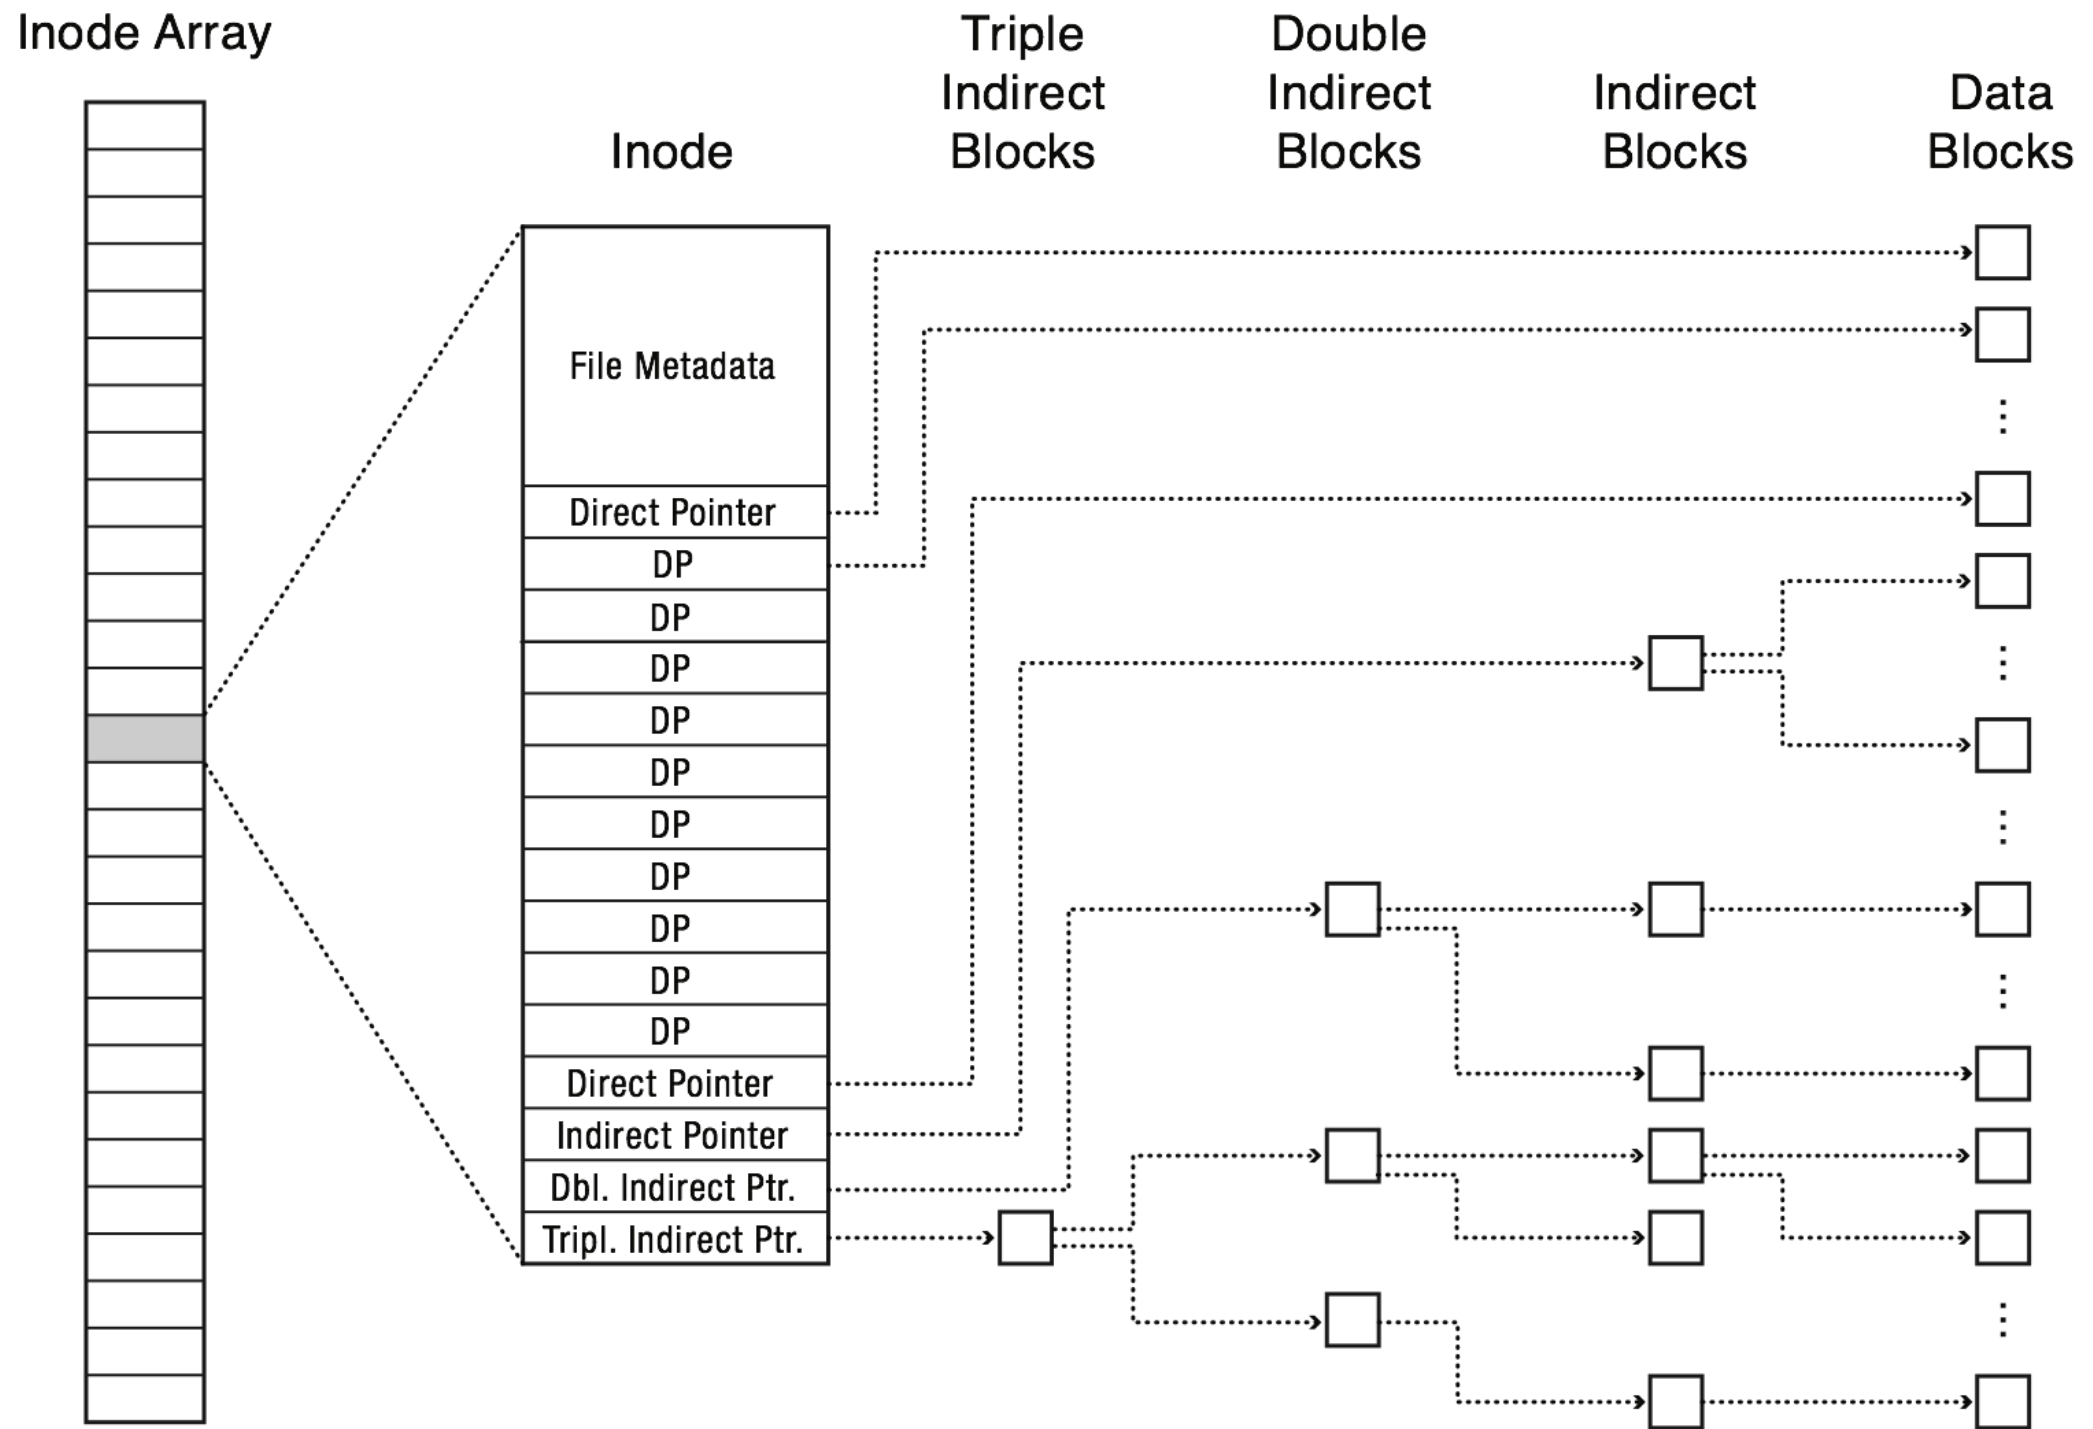 Inode Array
Inode
Triple
Indirect
Blocks
Double
Indirect
Blocks
Indirect
Blocks
Data
Blocks
File Metadata
Direct Pointer
DP
DP
DP
DP
DP
DP
DP
DP
DP
DP
Direct Pointer
Indirect Pointer
Dbl. Indirect Ptr.
Tripl. Indirect Ptr.